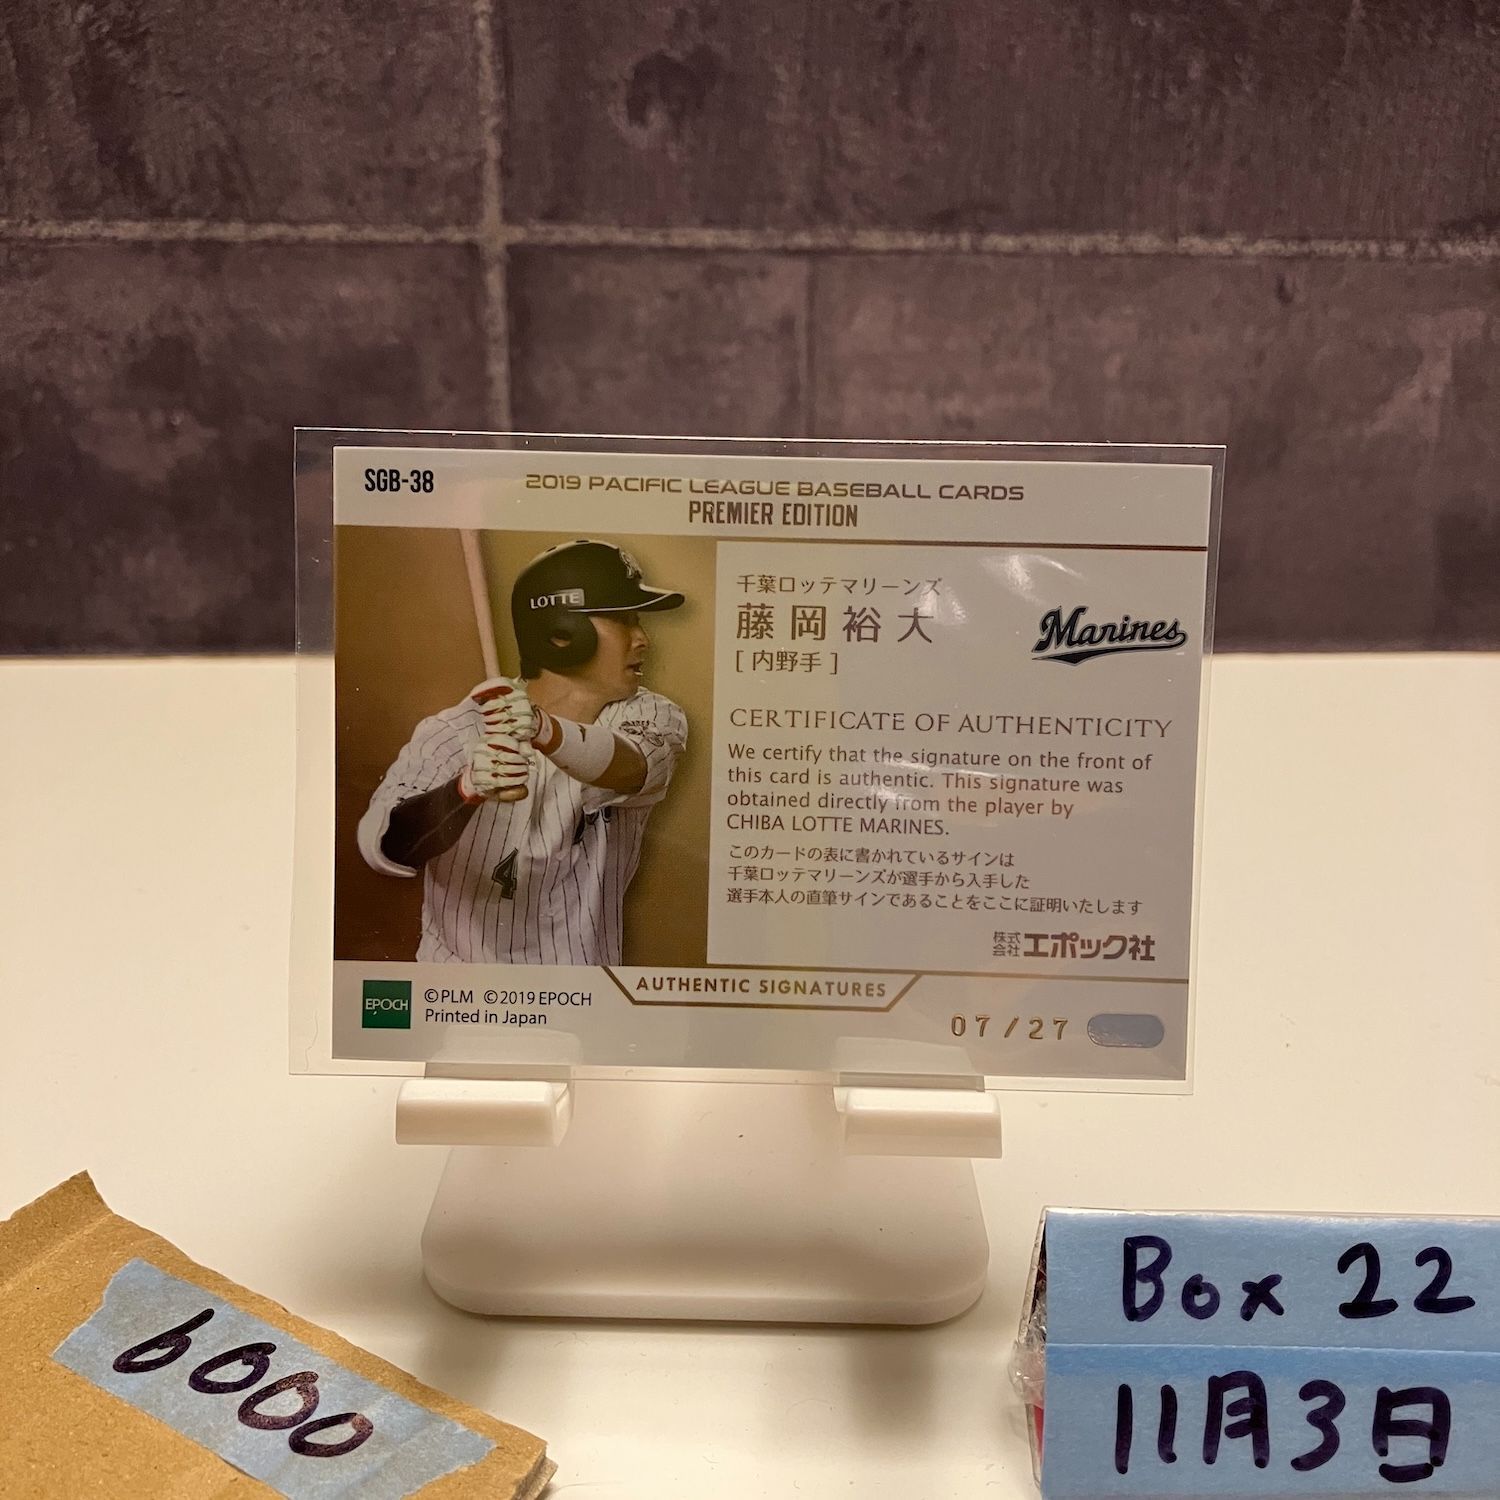 SGB-38
2019 PACIFIC LEAGUE BASEBALL CARDS
PREMIER EDITION
LOTTE
4
千葉ロッテマリーンズ
藤岡裕大
[ 内野手 ]
Marines
CERTIFICATE OF AUTHENTICITY
We certify that the signature on the front of
this card is authentic. This signature was
obtained directly from the player by
CHIBA LOTTE MARINES.
このカードの表に書かれているサインは
千葉ロッテマリーンズが選手から入手した
選手本人の直筆サインであることをここに証明いたします
株式会社エポック社
AUTHENTIC SIGNATURES
EPOCH
©PLM ©2019 EPOCH
Printed in Japan
07/27
6000
Box 22
11月3日